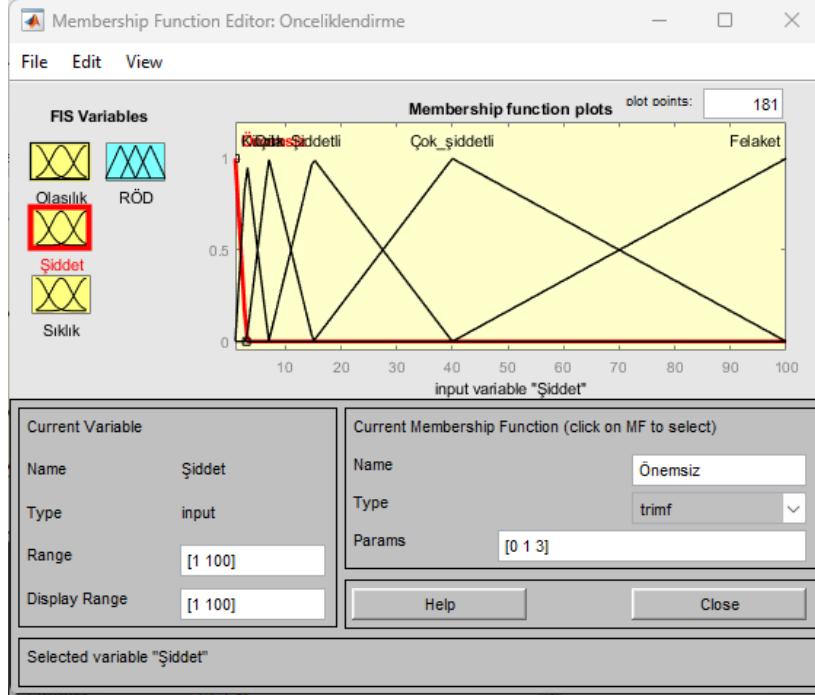 Membership Function Editor: Onceliklendirme
File Edit View
FIS Variables
Olasılık
RÖD
Şiddet
Sıklık
Membership function plots
plot points:
181
Şiddetli
Çok_şiddetli
Felaket
1
0.5
0
10 20 30 40 50 60 70 80 90 100
input variable "Şiddet"
Current Variable
Name Şiddet
Type input
Range [1 100]
Display Range [1 100]
Current Membership Function (click on MF to select)
Name Önemsiz
Type trimf
Params [0 1 3]
Help Close
Selected variable "Şiddet"